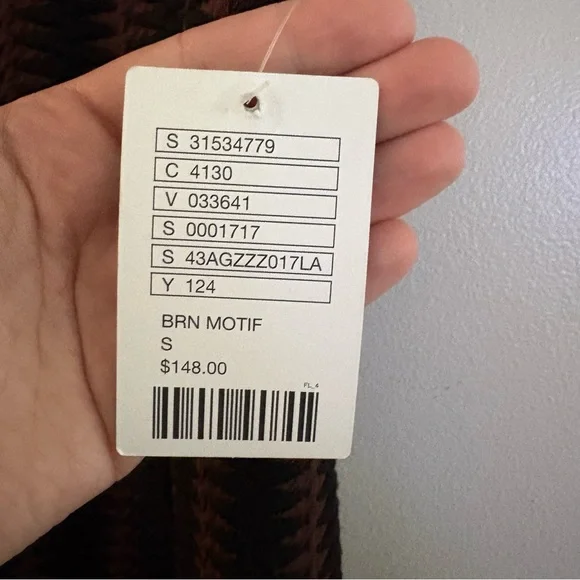 S 31534779
C 4130
V 033641
S 0001717
S 43AGZZZ017LA
Y 124
BRN MOTIF
S
$148.00
FL_4